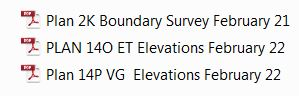 Plan 2K Boundary Survey February 21
PLAN 14O ET Elevations February 22
Plan 14P VG  Elevations February 22